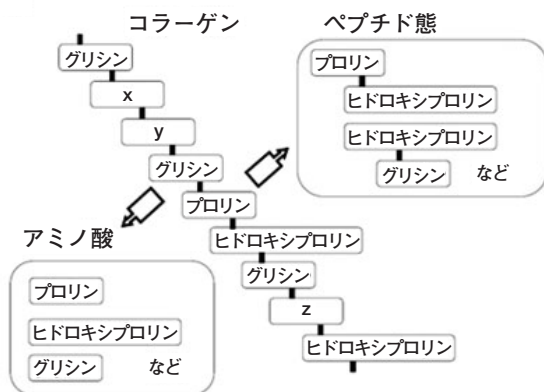 コラーゲン
グリシン
x
y
グリシン
プロリン
ヒドロキシプロリン
グリシン
z
ヒドロキシプロリン
ペプチド態
プロリン
ヒドロキシプロリン
ヒドロキシプロリン
グリシン など
アミノ酸
プロリン
ヒドロキシプロリン
グリシン など